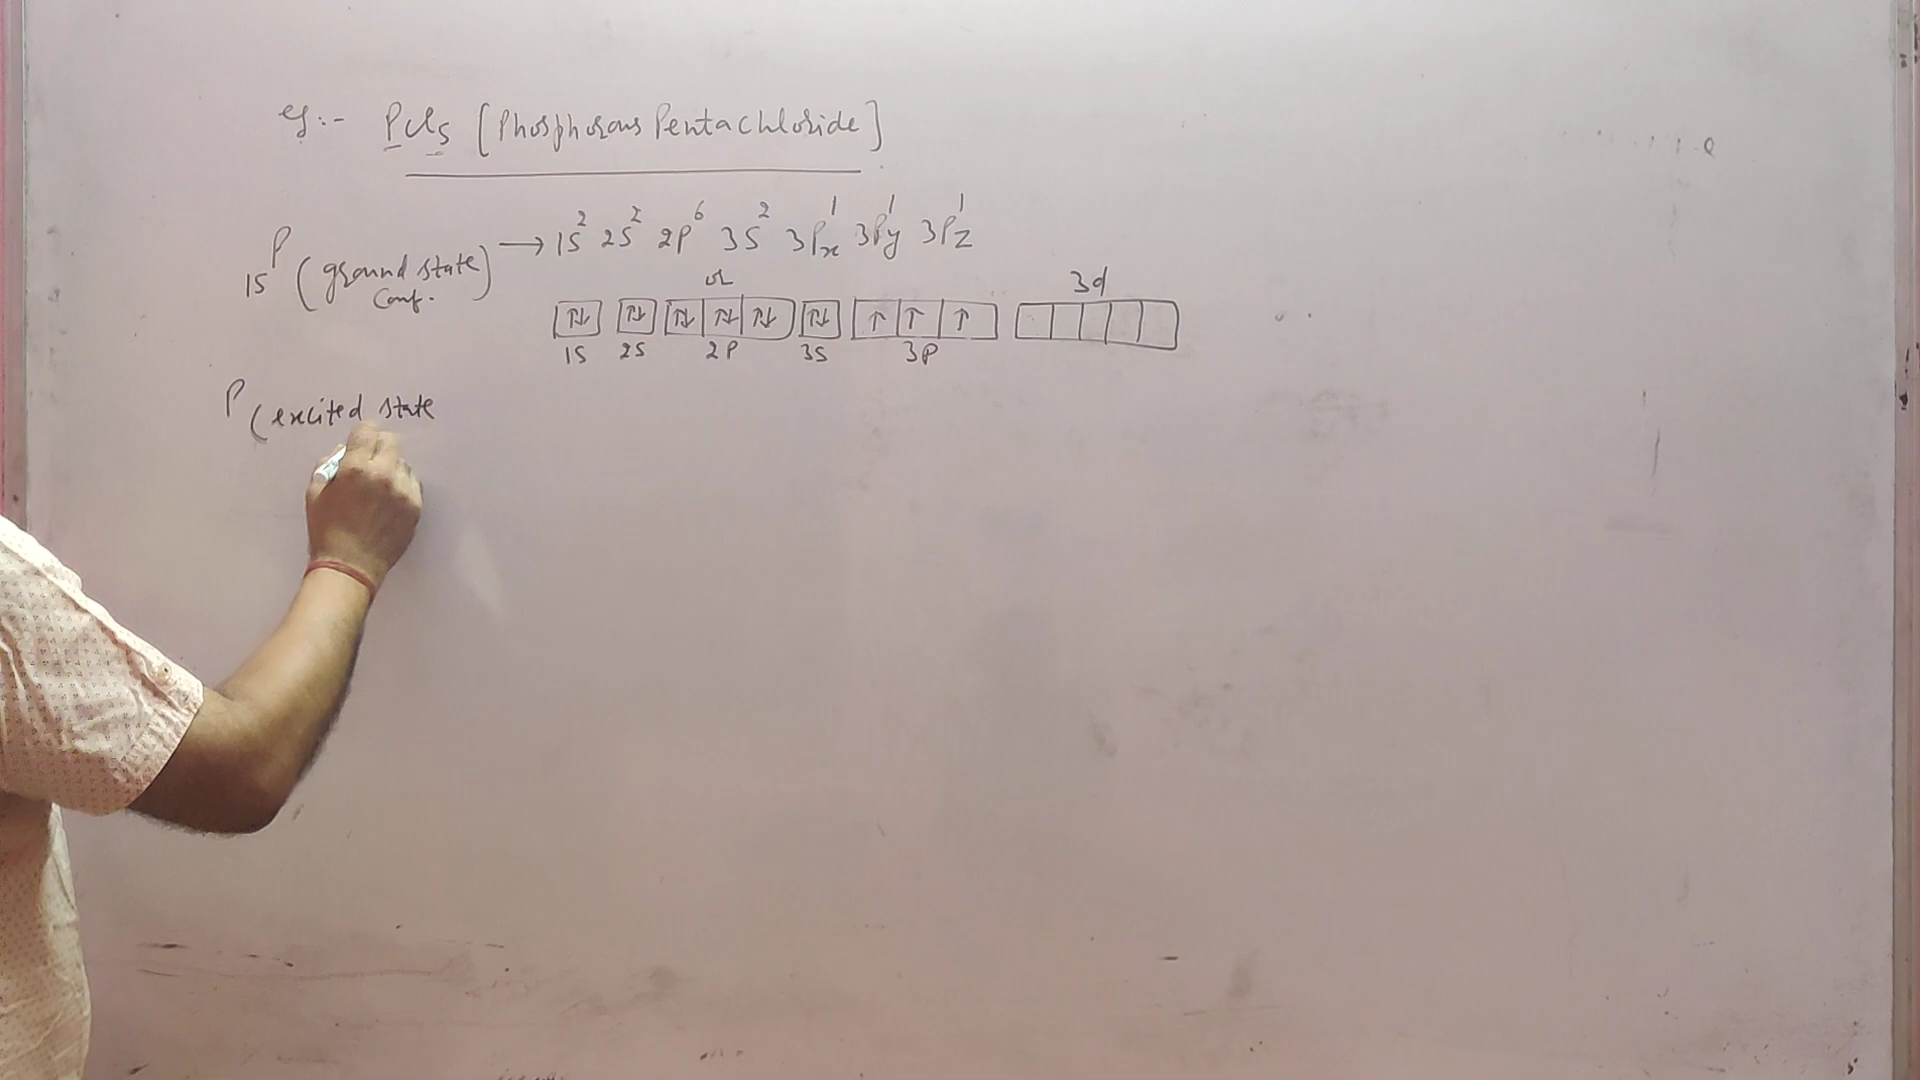 eg:- PCl5 [Phosphorous Pentachloride]
15P (ground state) Conf. → 1S² 2S² 2P⁶ 3S² 3Px¹ 3Py¹ 3Pz¹
or
3d
⇅ ⇅ ⇅ ⇅ ⇅ ⇅ ↑ ↑ ↑
1S 2S 2P 3S 3P
P (excited state